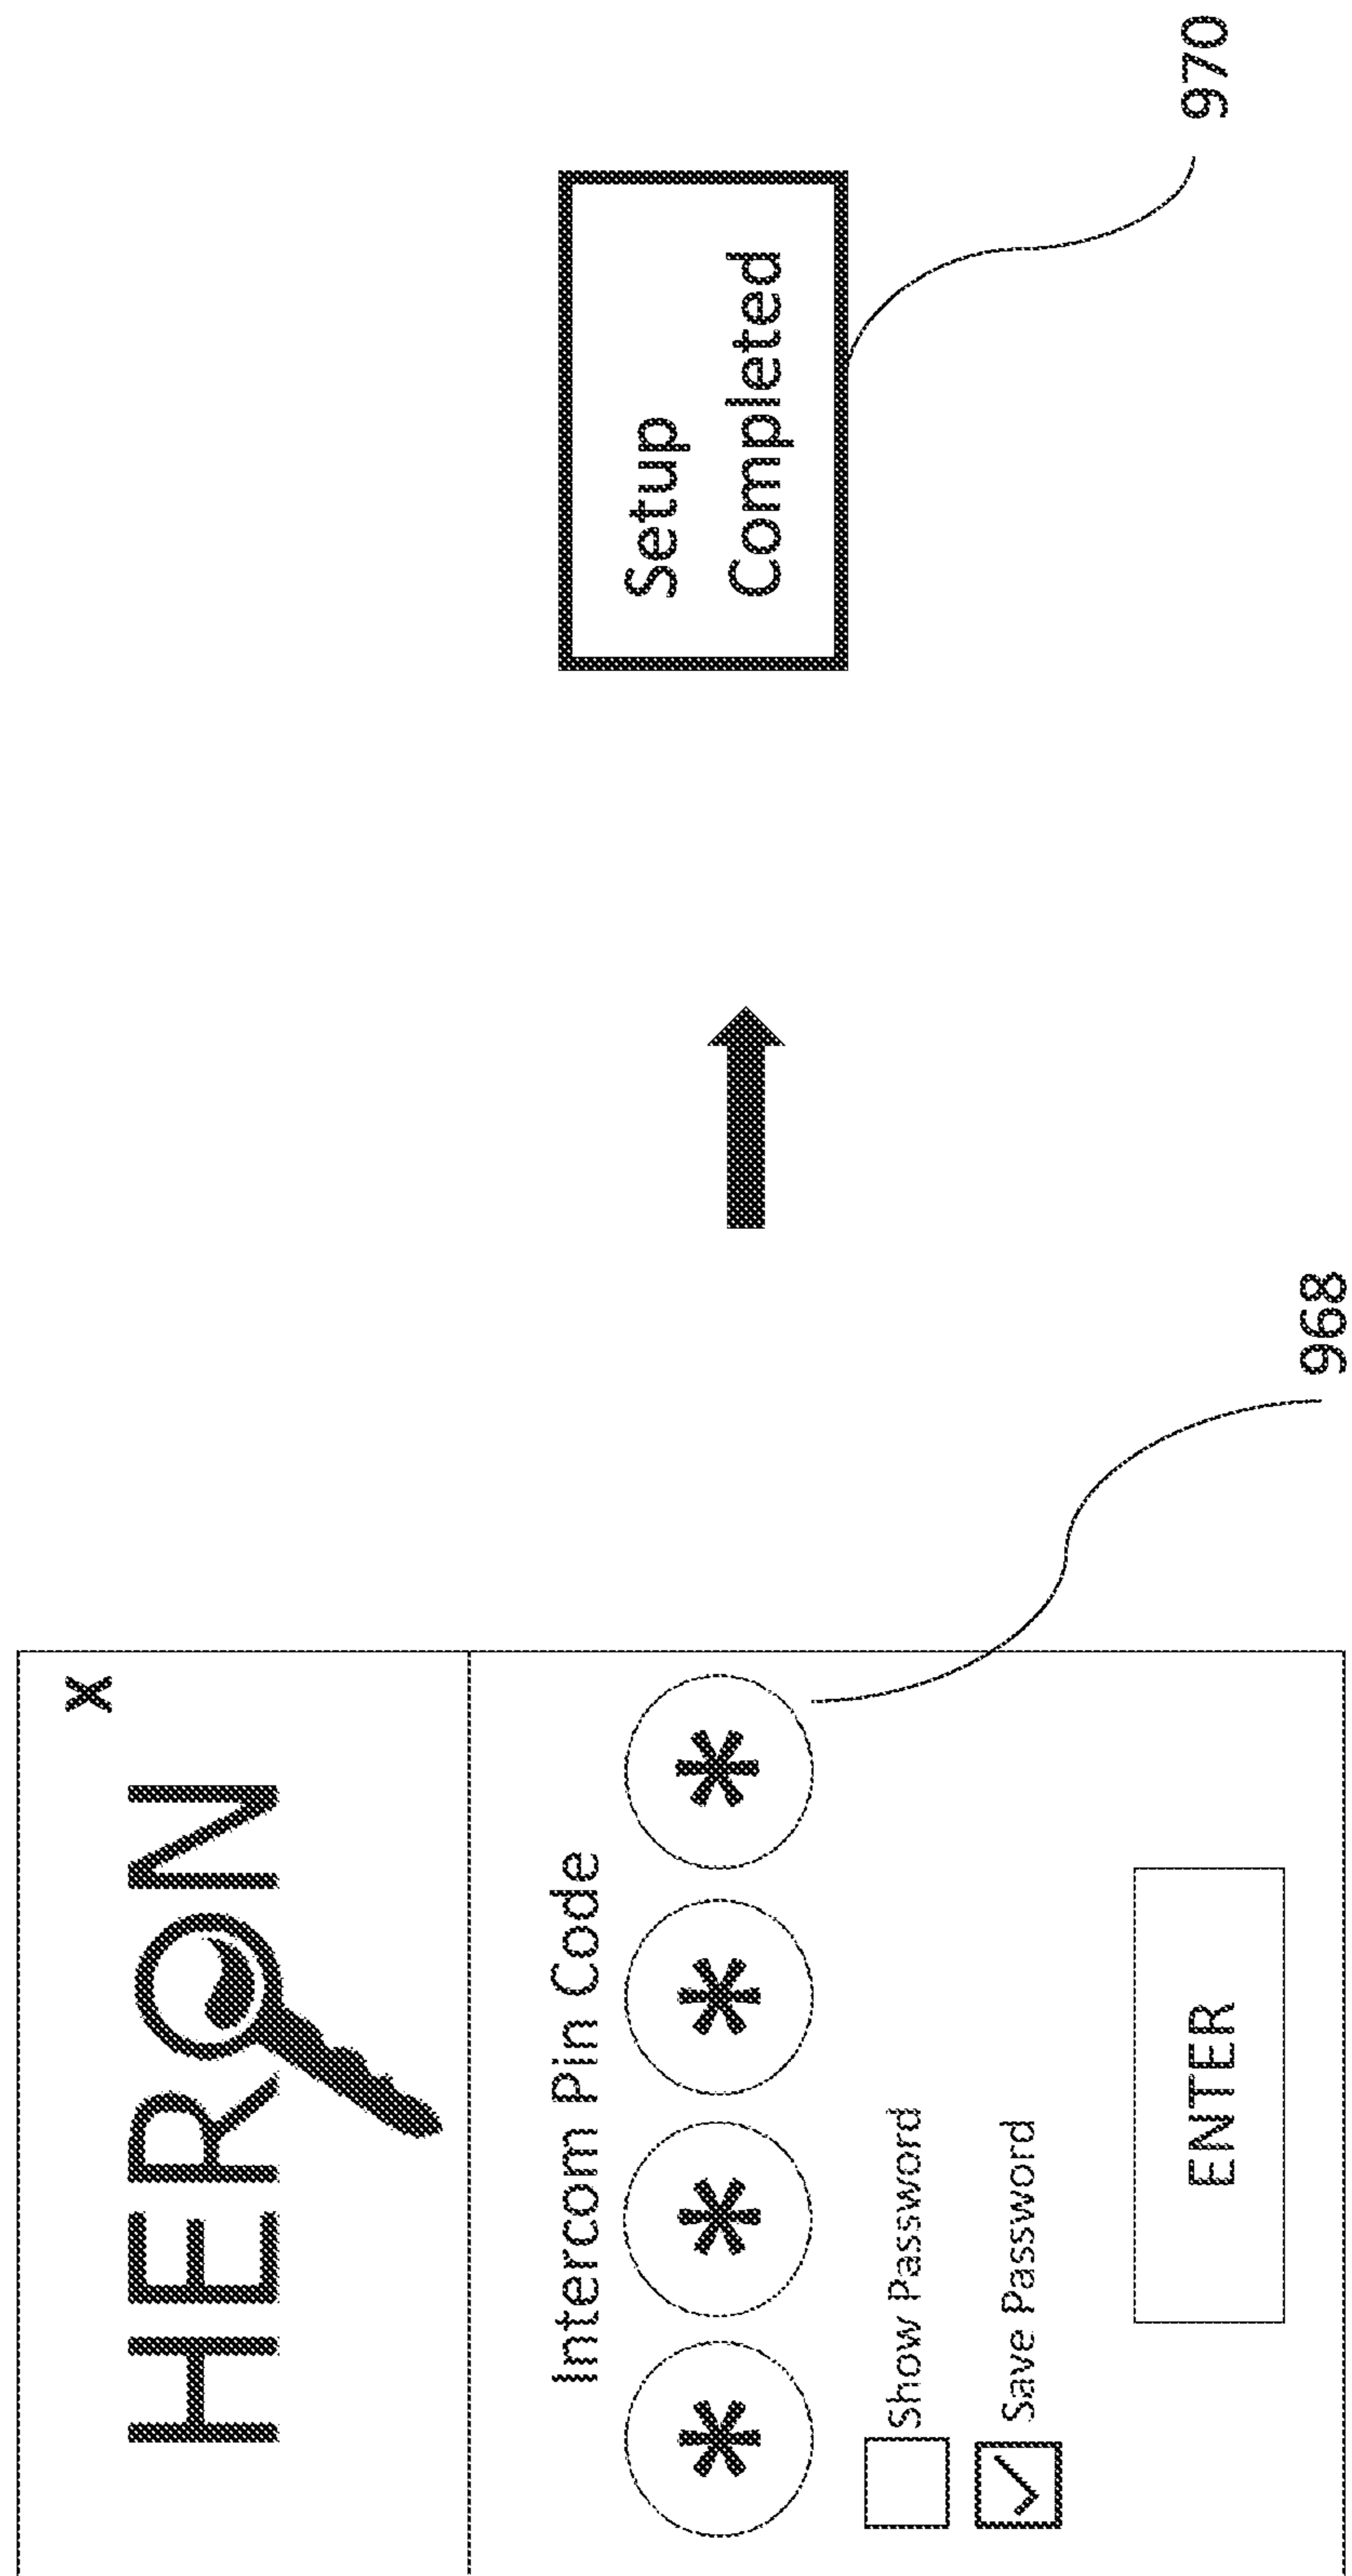 HERON
X
Intercom Pin Code
* * * *
Show Password
Save Password
ENTER
968
Setup
Completed
970